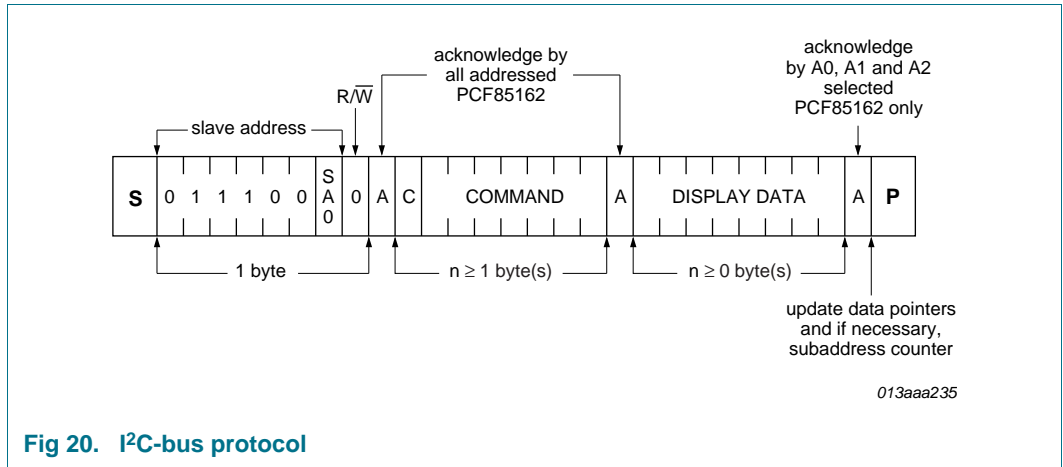 acknowledge by
all addressed
PCF85162
acknowledge
by A0, A1 and A2
selected
PCF85162 only
R/W̅
slave address
S 0 1 1 1 0 0 SA0 0 A C COMMAND A DISPLAY DATA A P
1 byte
n ≥ 1 byte(s)
n ≥ 0 byte(s)
update data pointers
and if necessary,
subaddress counter
013aaa235
Fig 20. I²C-bus protocol